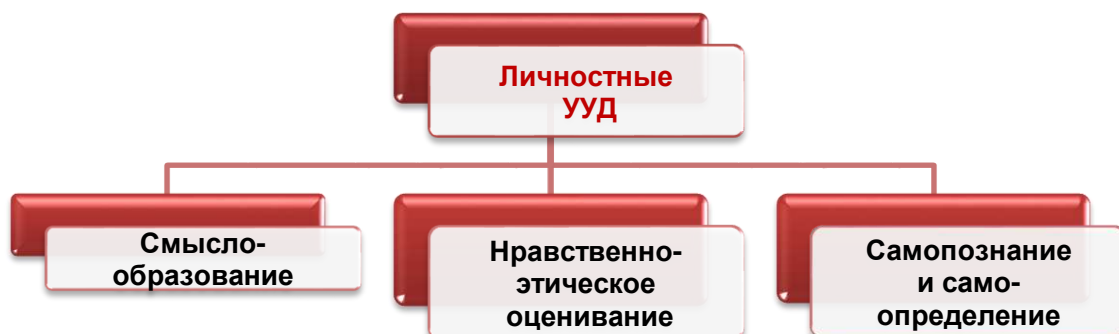 Личностные
УУД
Смысло-
образование
Нравственно-
этическое
оценивание
Самопознание
и само-
определение